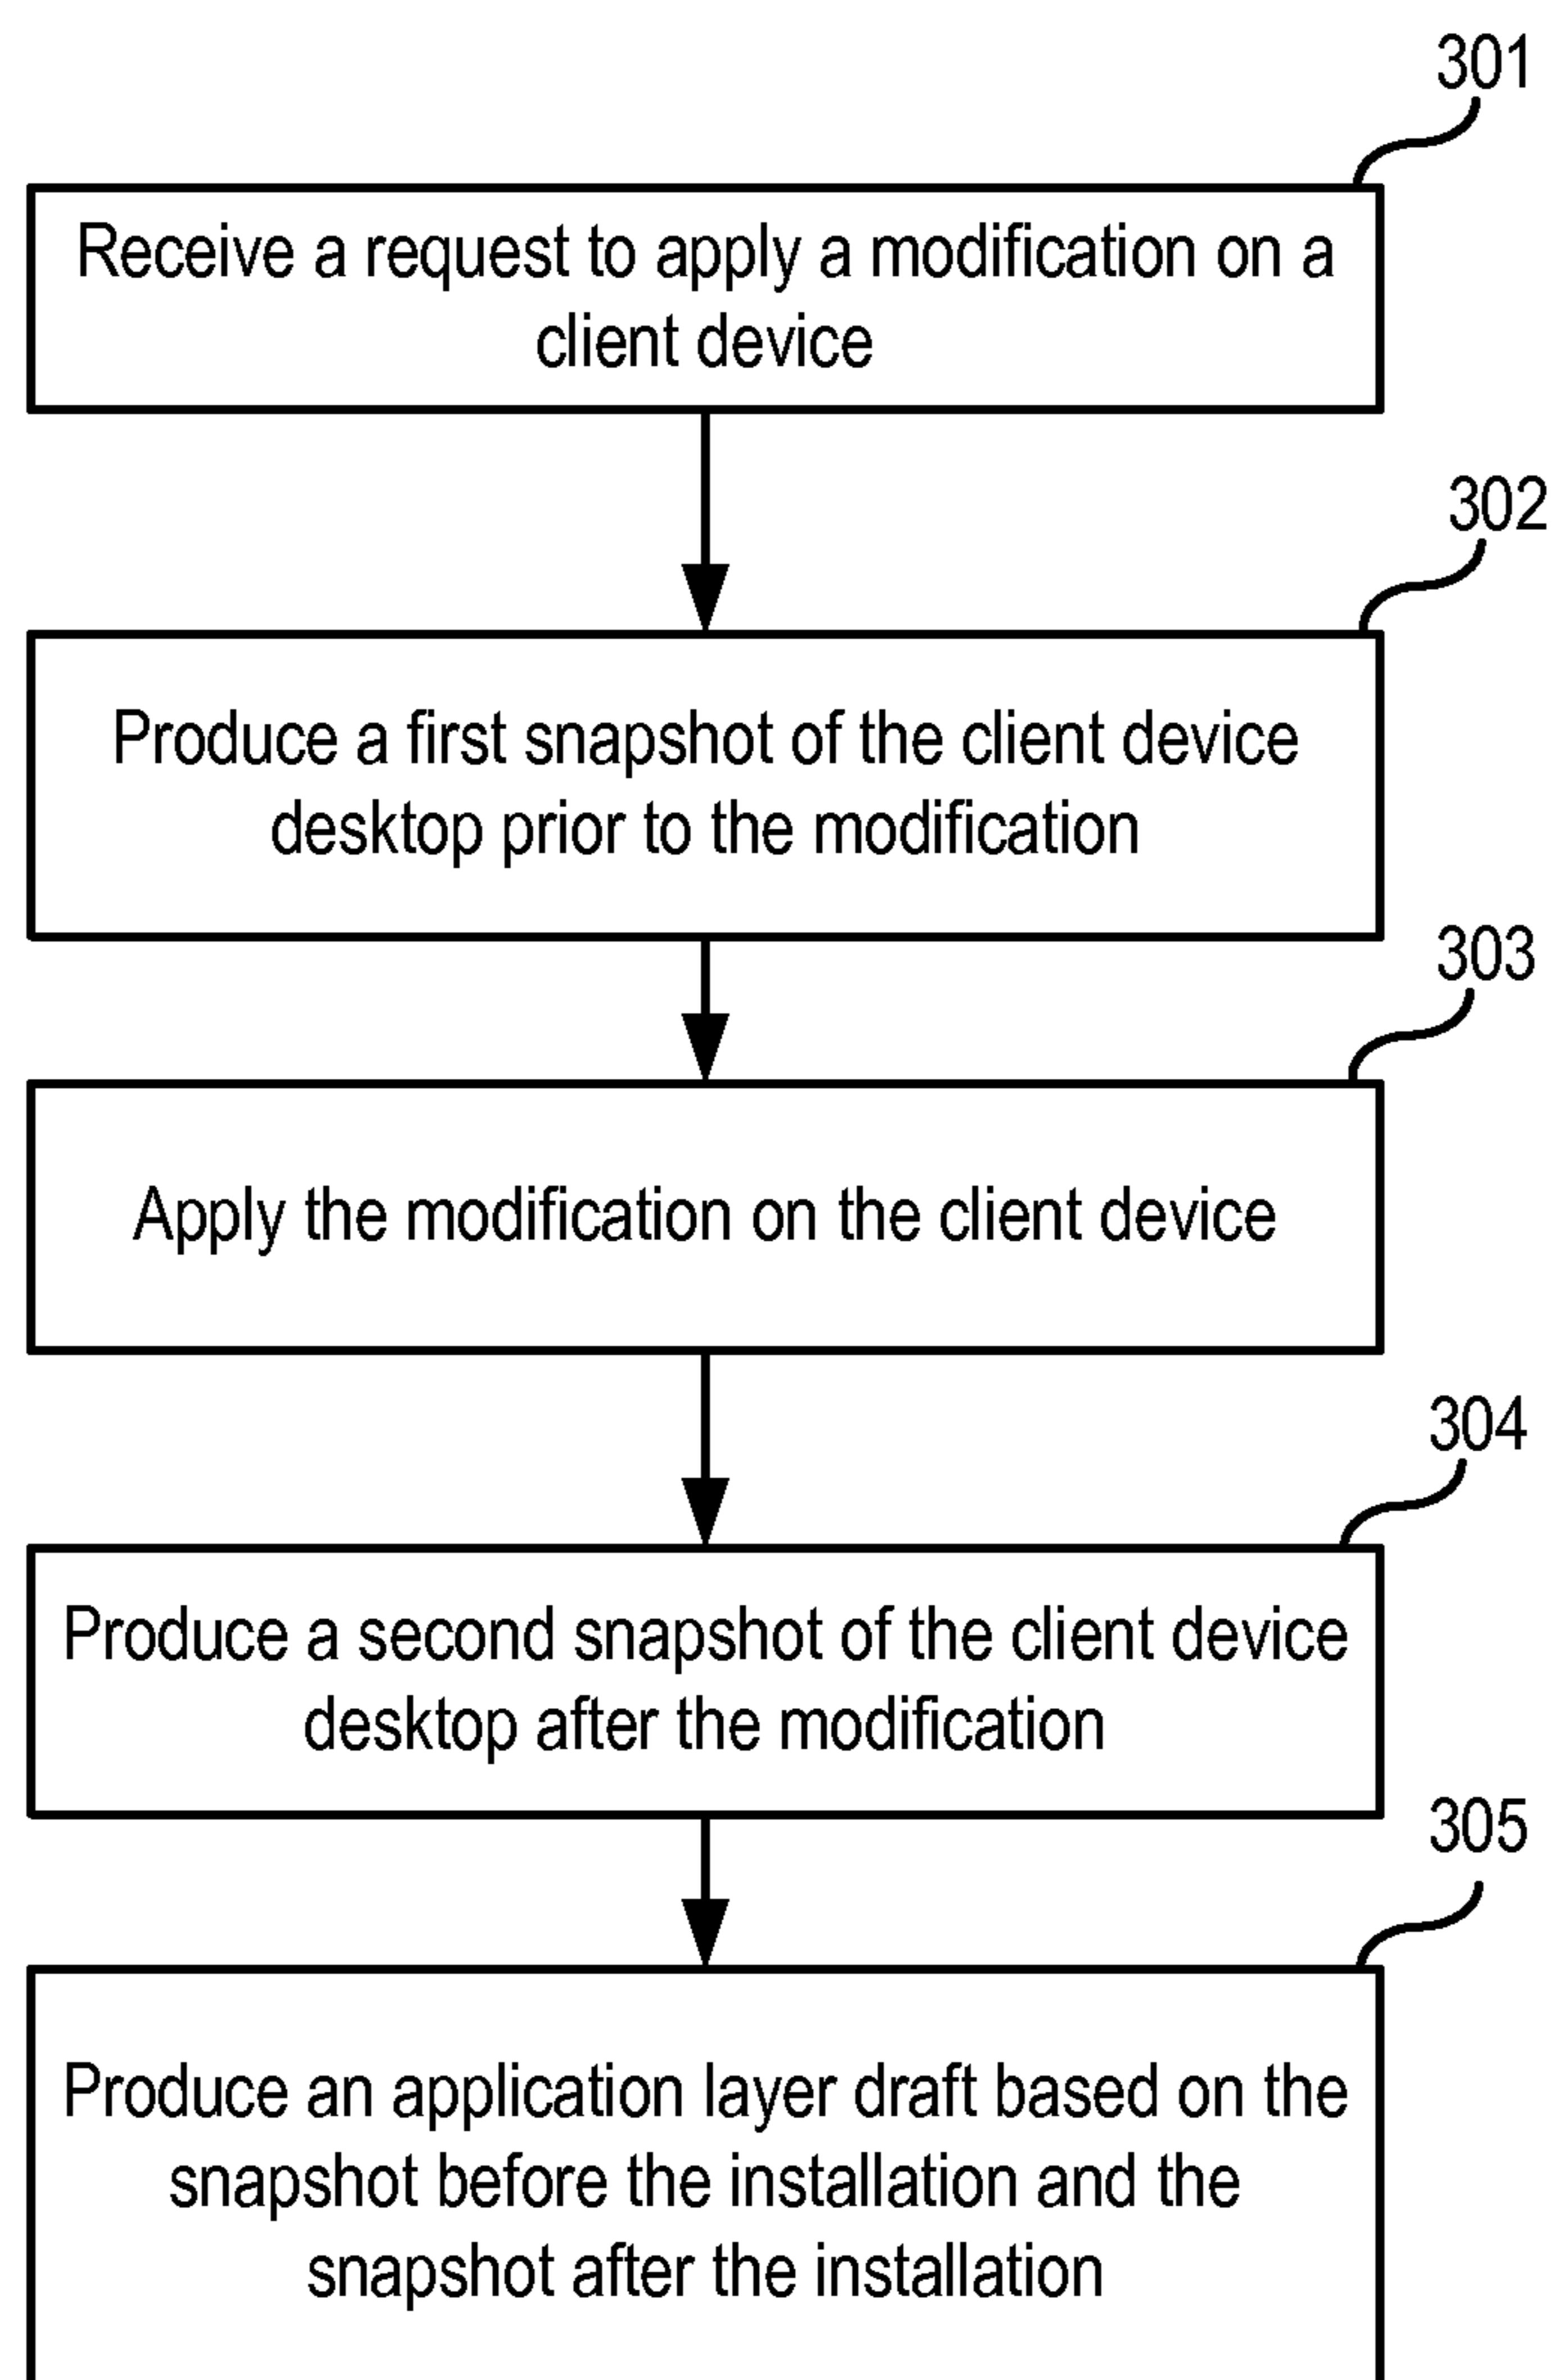 301
Receive a request to apply a modification on a
client device
302
Produce a first snapshot of the client device
desktop prior to the modification
303
Apply the modification on the client device
304
Produce a second snapshot of the client device
desktop after the modification
305
Produce an application layer draft based on the
snapshot before the installation and the
snapshot after the installation